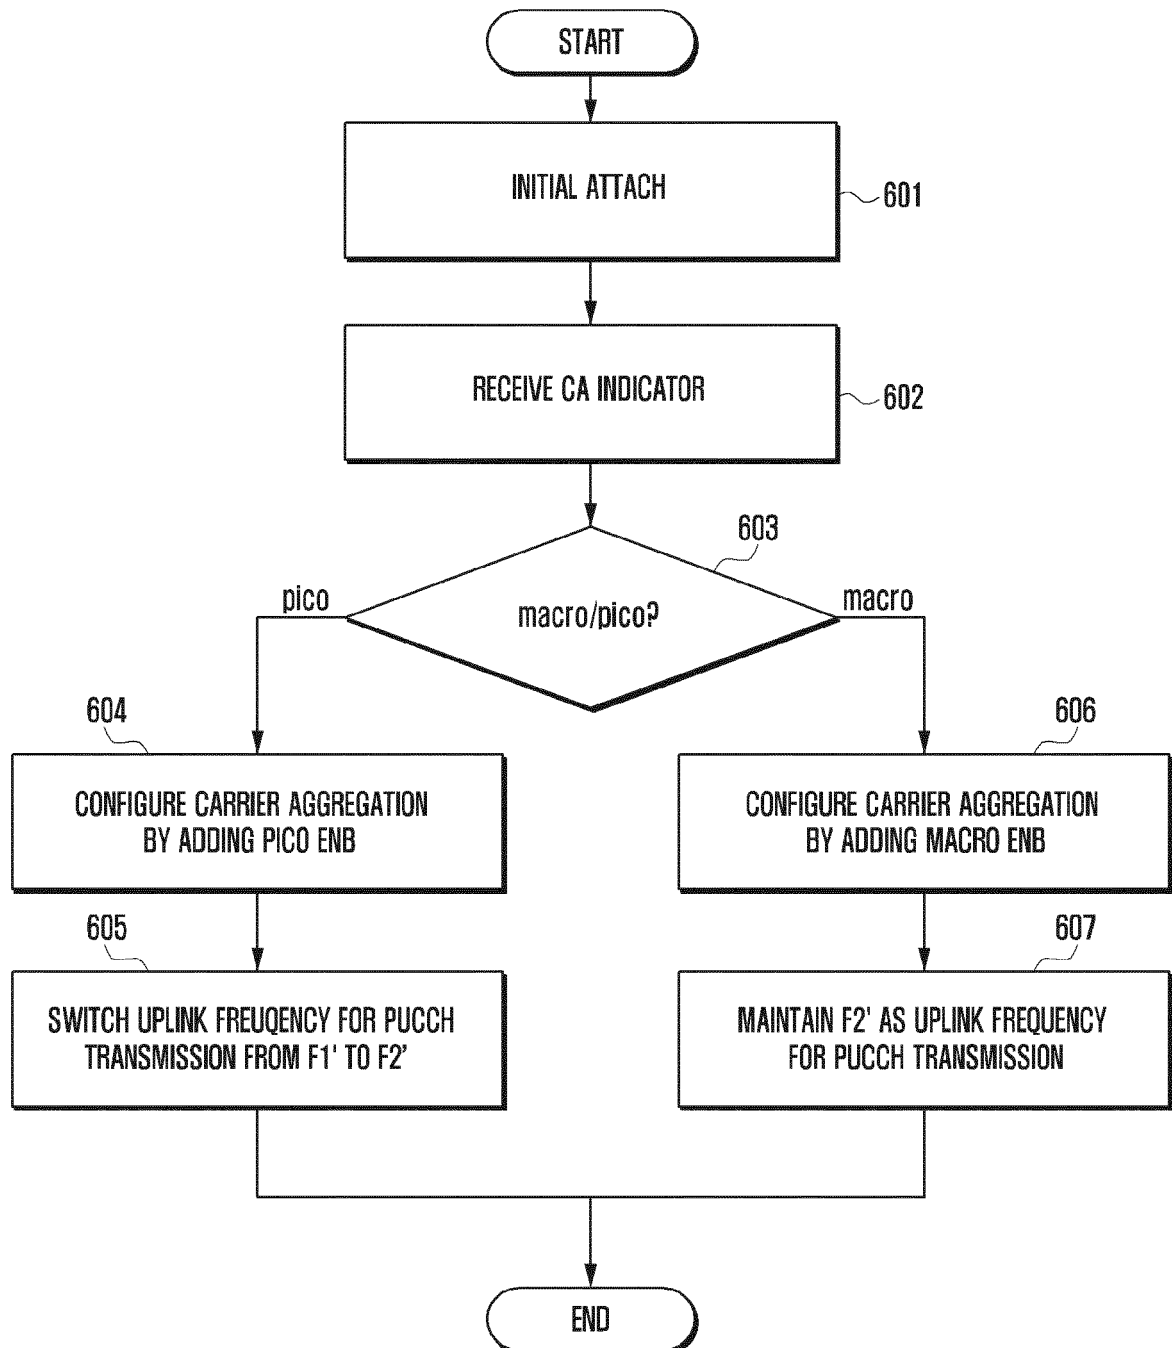 START
INITIAL ATTACH
601
RECEIVE CA INDICATOR
602
603
pico
macro/pico?
macro
604
CONFIGURE CARRIER AGGREGATION
BY ADDING PICO ENB
606
CONFIGURE CARRIER AGGREGATION
BY ADDING MACRO ENB
605
SWITCH UPLINK FREUQENCY FOR PUCCH
TRANSMISSION FROM F1' TO F2'
607
MAINTAIN F2' AS UPLINK FREQUENCY
FOR PUCCH TRANSMISSION
END